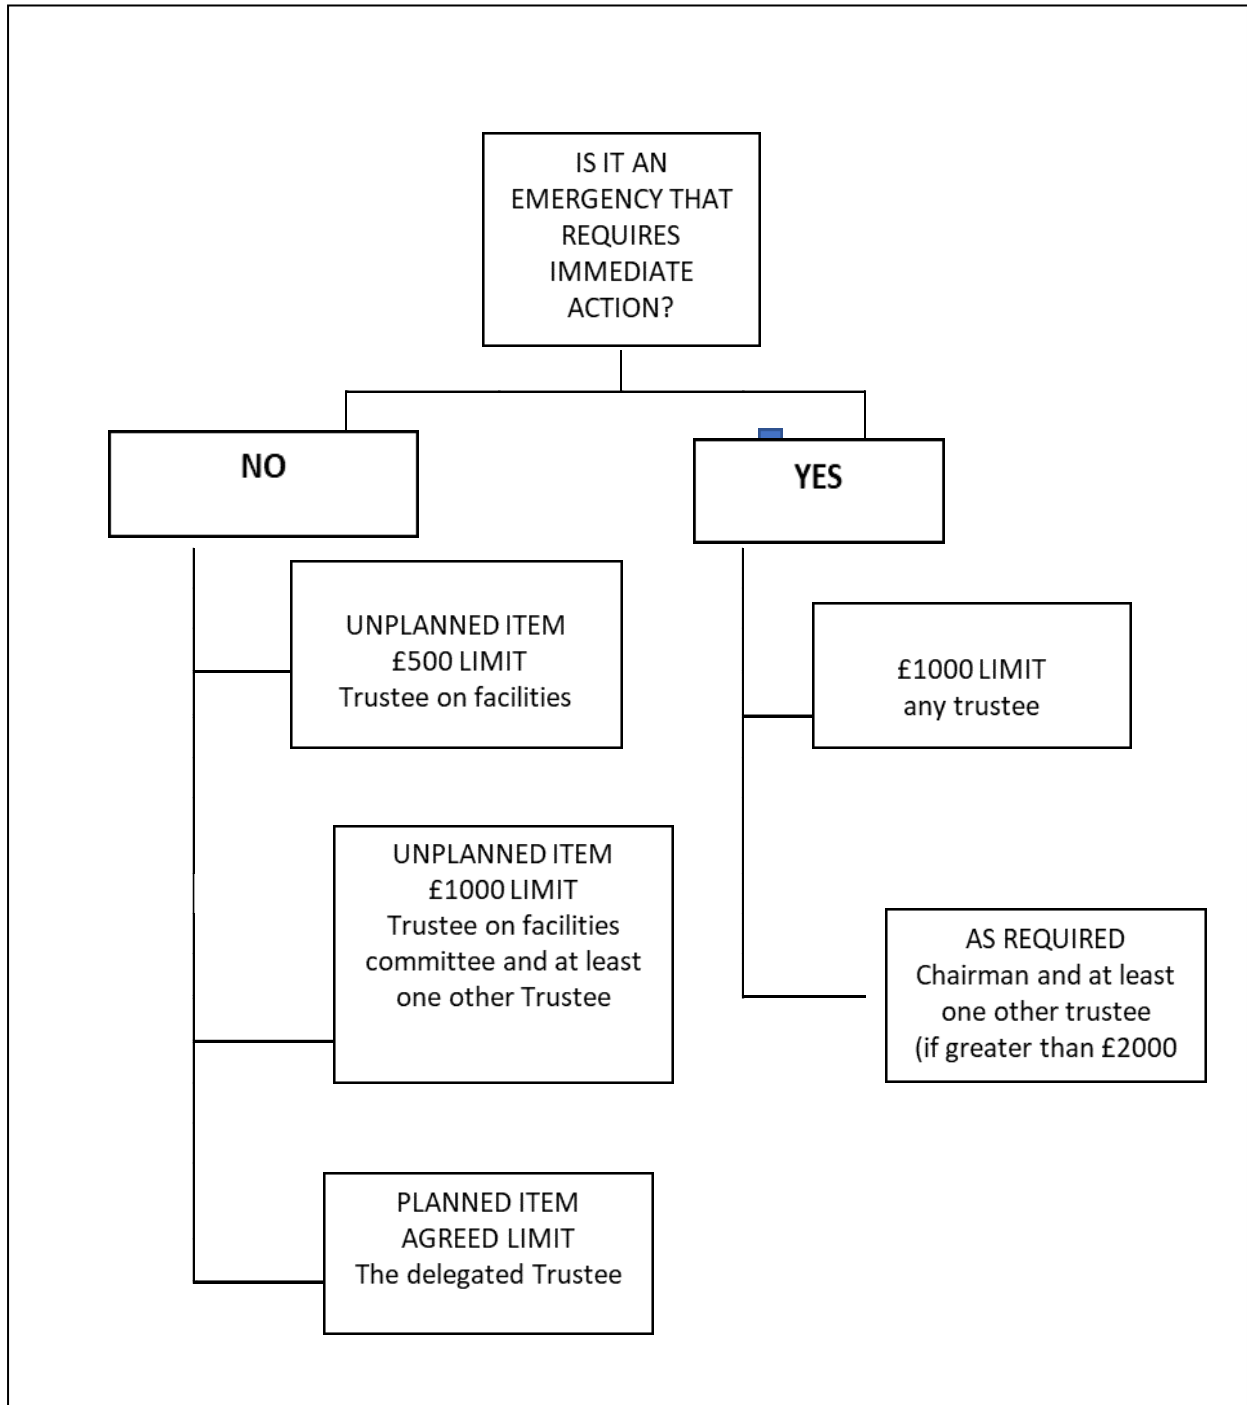 IS IT AN
EMERGENCY THAT
REQUIRES
IMMEDIATE
ACTION?
NO
YES
UNPLANNED ITEM
£500 LIMIT
Trustee on facilities
£1000 LIMIT
any trustee
UNPLANNED ITEM
£1000 LIMIT
Trustee on facilities
committee and at least
one other Trustee
AS REQUIRED
Chairman and at least
one other trustee
(if greater than £2000
PLANNED ITEM
AGREED LIMIT
The delegated Trustee